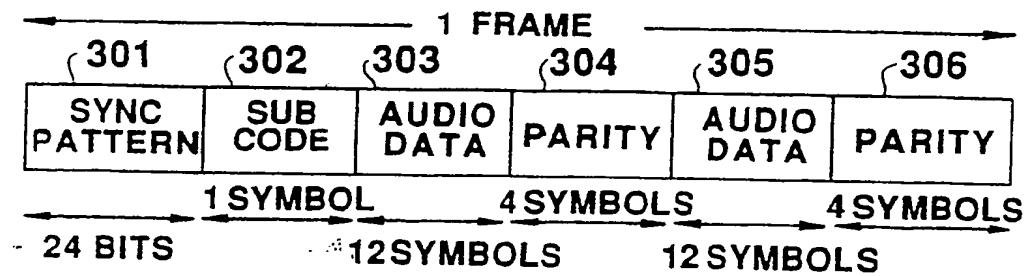 1 FRAME
301 302 303 304 305 306
SYNC PATTERN
SUB CODE
AUDIO DATA
PARITY
AUDIO DATA
PARITY
24 BITS
1 SYMBOL
12 SYMBOLS
4 SYMBOLS
12 SYMBOLS
4 SYMBOLS